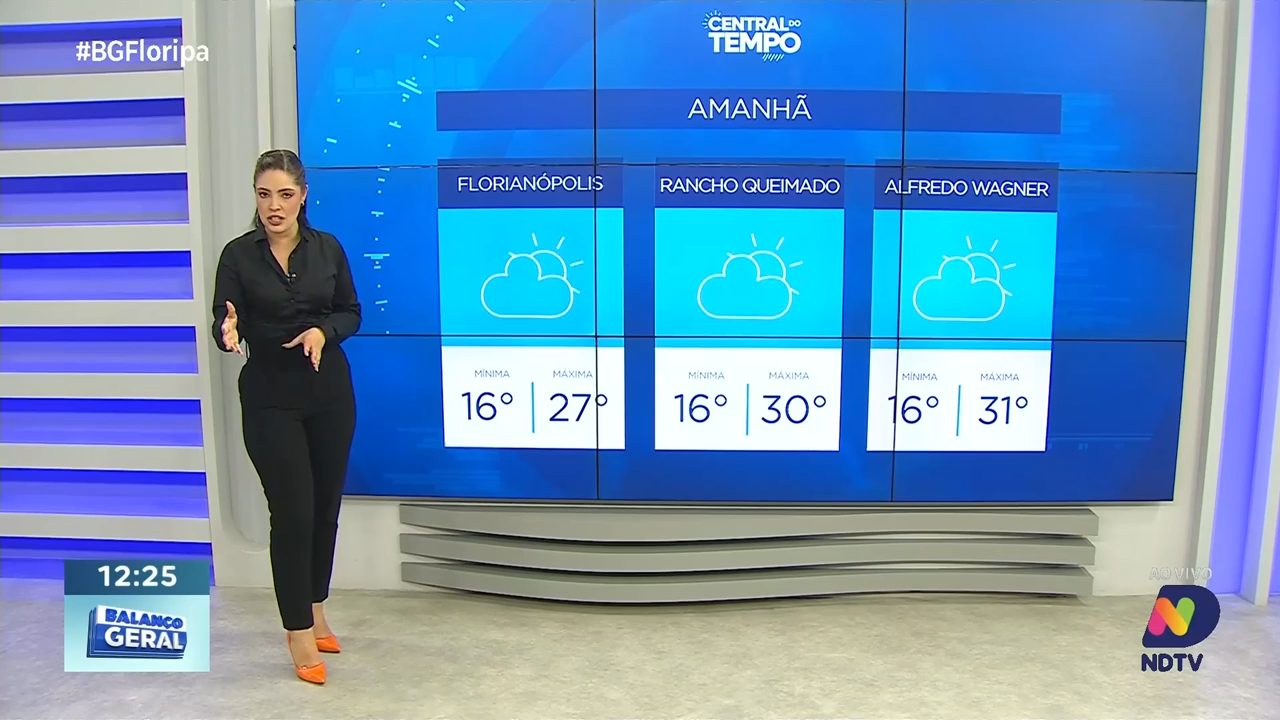 #BGFloripa
CENTRAL DO
TEMPO
AMANHÃ
FLORIANÓPOLIS
RANCHO QUEIMADO
ALFREDO WAGNER
MÍNIMA MÁXIMA
16° 27°
MÍNIMA MÁXIMA
16° 30°
MÍNIMA MÁXIMA
16° 31°
12:25
BALANÇO
GERAL
AO VIVO
NDTV